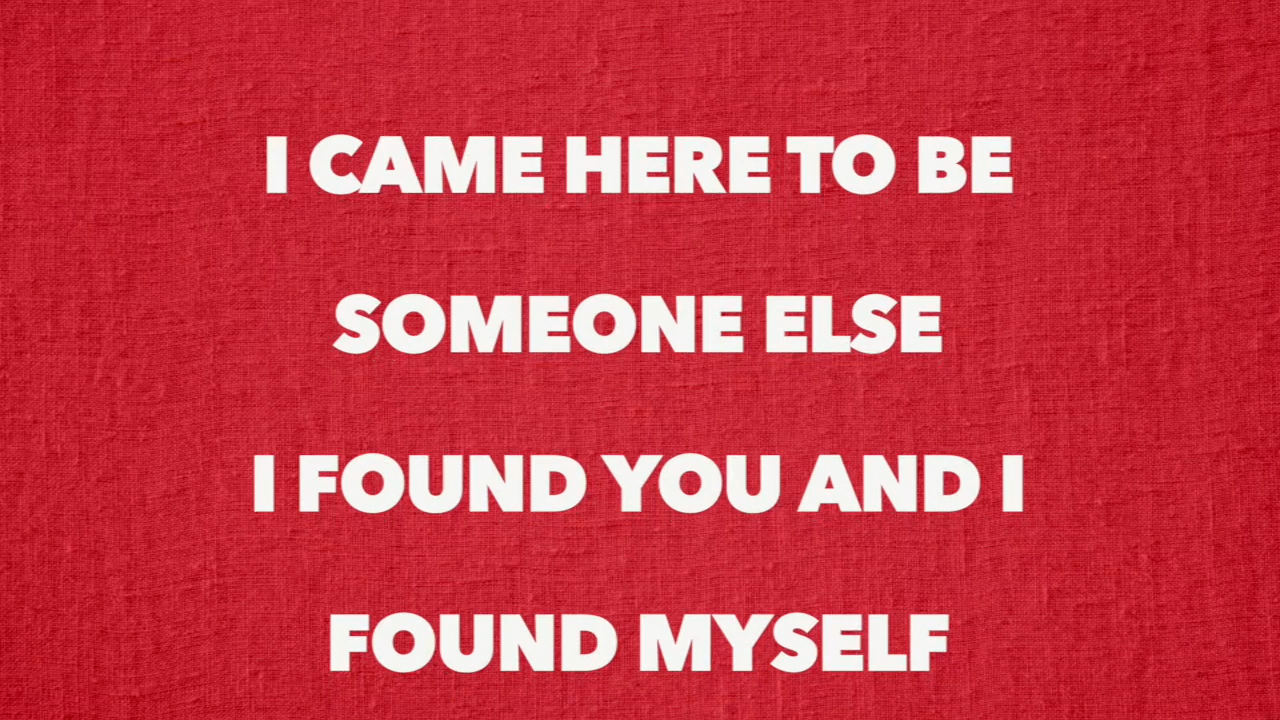 I CAME HERE TO BE
SOMEONE ELSE
I FOUND YOU AND I
FOUND MYSELF